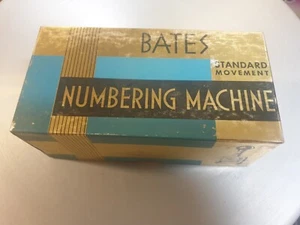 BATES
STANDARD
MOVEMENT
NUMBERING MACHINE